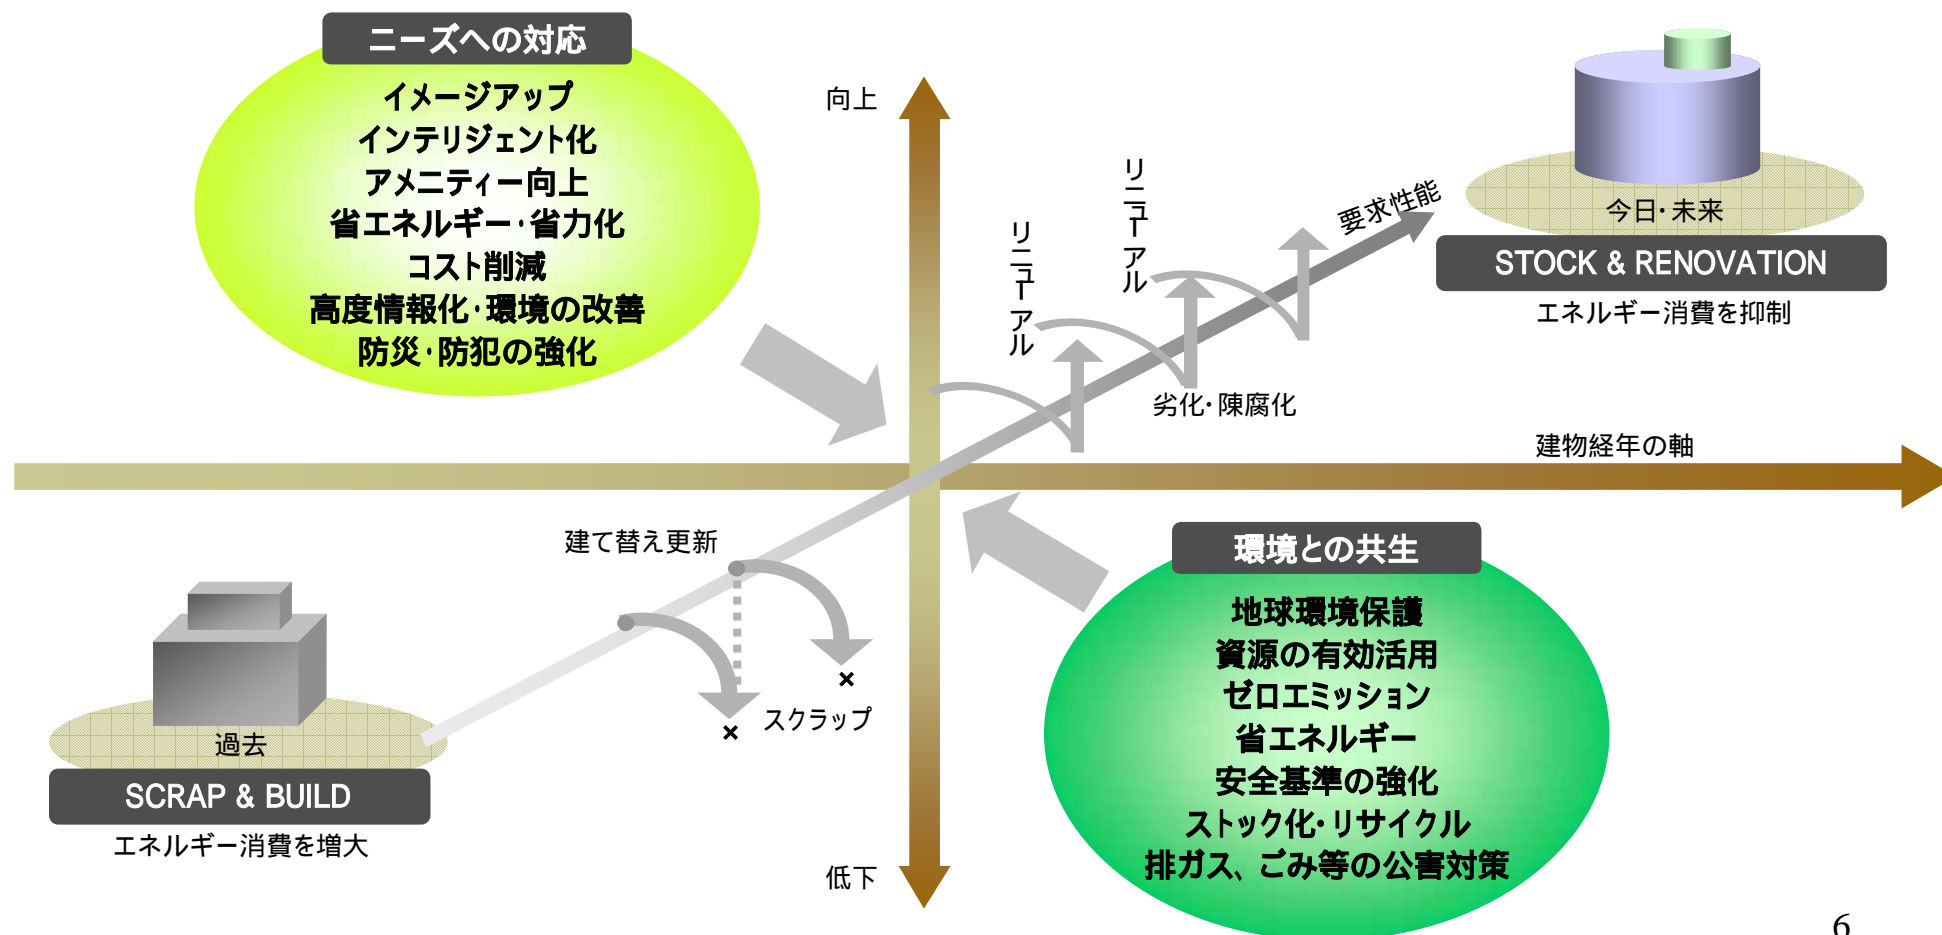 ニーズへの対応
イメージアップ
インテリジェント化
アメニティー向上
省エネルギー・省力化
コスト削減
高度情報化・環境の改善
防災・防犯の強化
向上
リニューアル
リニューアル
要求性能
今日・未来
STOCK & RENOVATION
エネルギー消費を抑制
劣化・陳腐化
建物経年の軸
建て替え更新
×
×
スクラップ
過去
SCRAP & BUILD
エネルギー消費を増大
低下
環境との共生
地球環境保護
資源の有効活用
ゼロエミッション
省エネルギー
安全基準の強化
ストック化・リサイクル
排ガス、ごみ等の公害対策
6